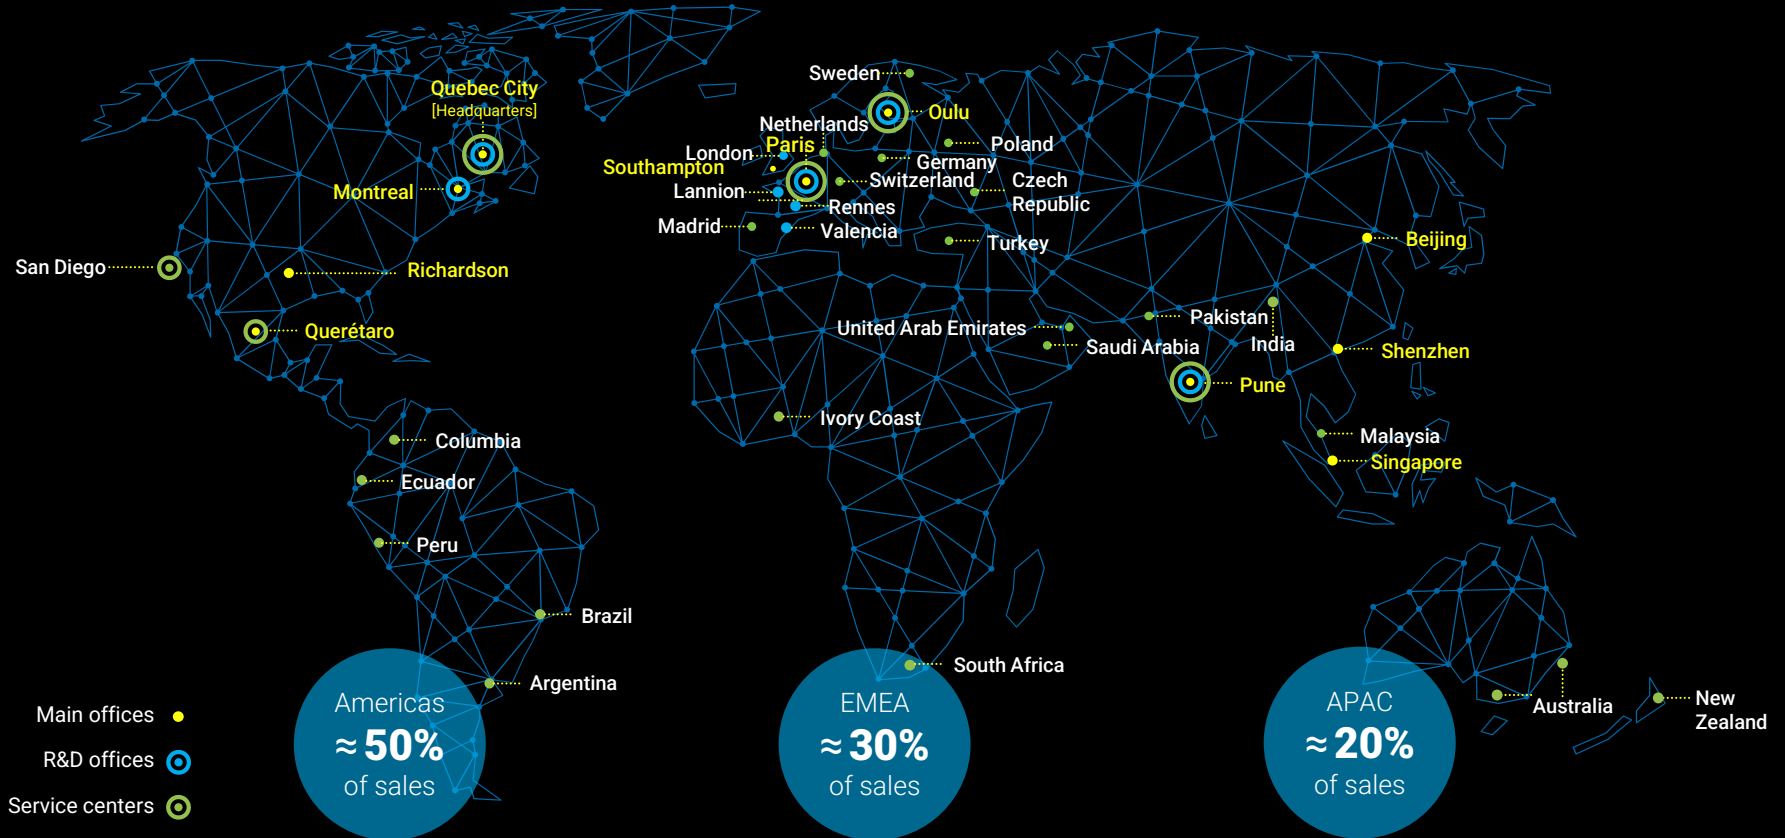 Sweden
Quebec City
[Headquarters]
Oulu
Netherlands
Paris
Poland
London
Germany
Southampton
Switzerland
Czech
Republic
Montreal
Lannion
Rennes
Madrid
Valencia
Turkey
Beijing
San Diego
Richardson
Querétaro
United Arab Emirates
Pakistan
Saudi Arabia
India
Shenzhen
Pune
Ivory Coast
Columbia
Malaysia
Singapore
Ecuador
Peru
Brazil
South Africa
Argentina
Australia
New
Zealand
Main offices
R&D offices
Service centers
Americas
≈ 50%
of sales
EMEA
≈ 30%
of sales
APAC
≈ 20%
of sales